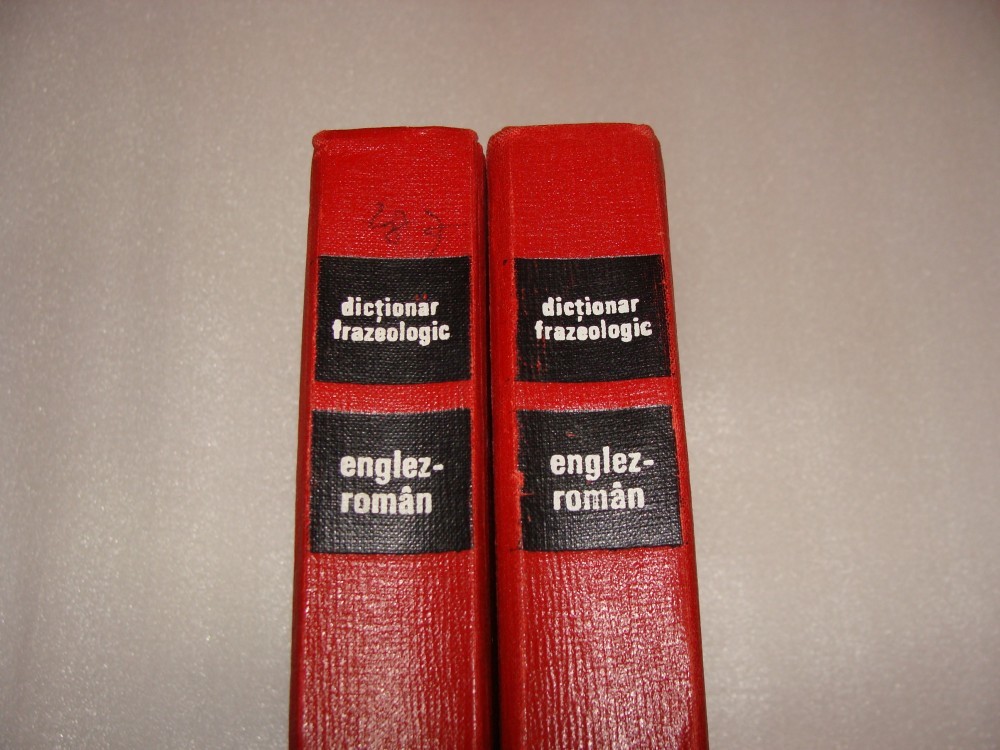 dicționar
frazeologic
englez-
român
dicționar
frazeologic
englez-
român